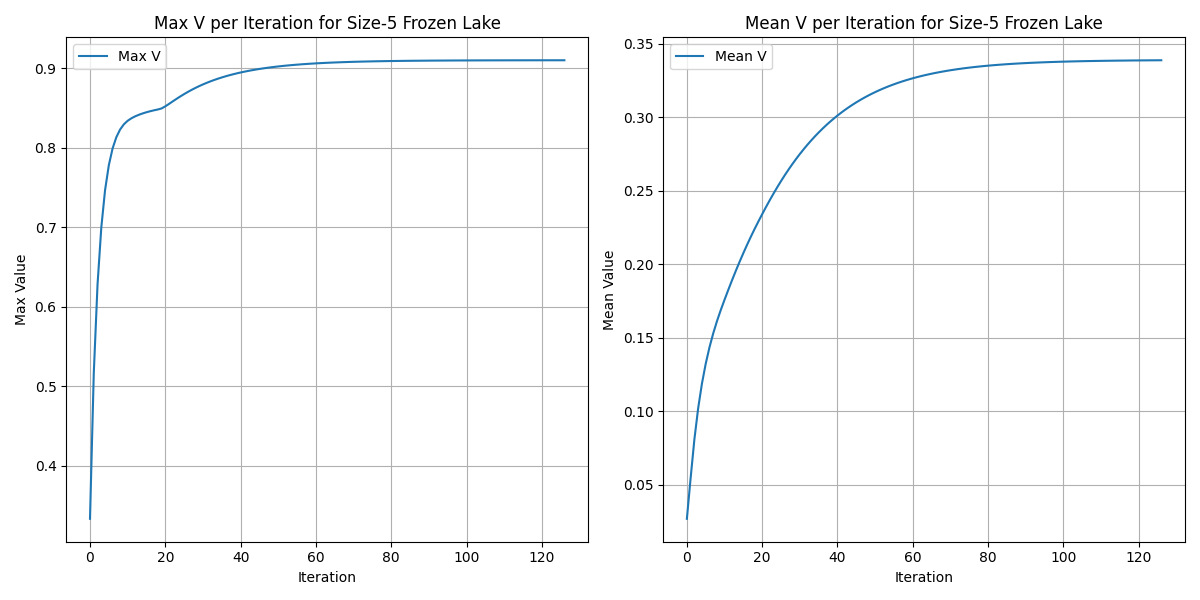 Max V per Iteration for Size-5 Frozen Lake
Max V
0.9
0.8
0.7
0.6
0.5
0.4
Max Value
0 20 40 60 80 100 120
Iteration
Mean V per Iteration for Size-5 Frozen Lake
Mean V
0.35
0.30
0.25
0.20
0.15
0.10
0.05
Mean Value
0 20 40 60 80 100 120
Iteration